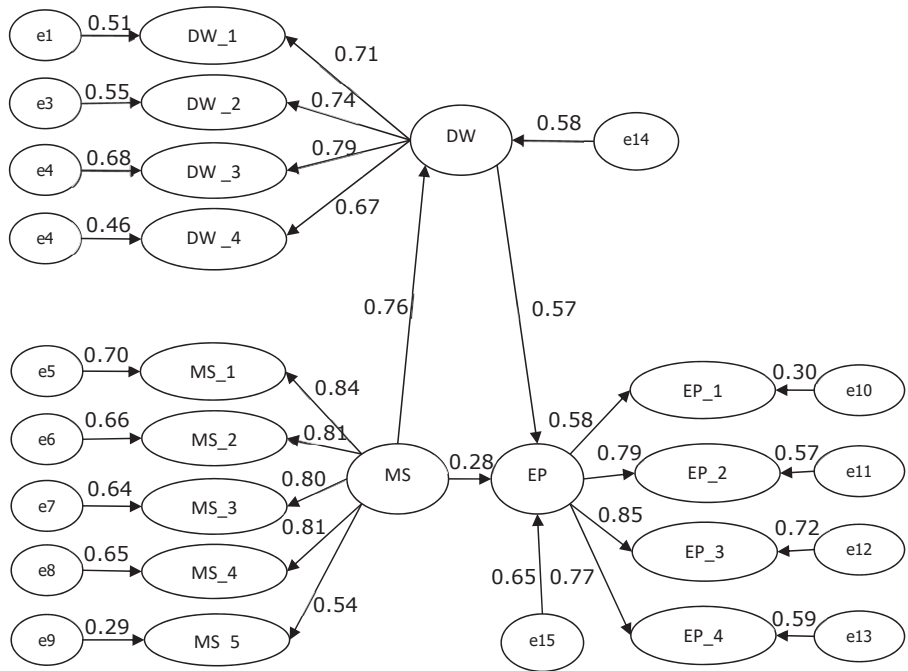 e1 0.51 DW_1
0.71
e3 0.55 DW _2
0.74
DW 0.58 e14
e4 0.68 DW _3
0.79
e4 0.46 DW _4
0.67
0.76 0.57
e5 0.70 MS_1
0.84
e6 0.66 MS_2
0.81
e7 0.64 MS_3
0.80
e8 0.65 MS_4
0.81
e9 0.29 MS_5
0.54
MS 0.28 EP
0.58 EP_1 0.30 e10
0.79 EP_2 0.57 e11
0.85 EP_3 0.72 e12
0.77 EP_4 0.59 e13
0.65
e15